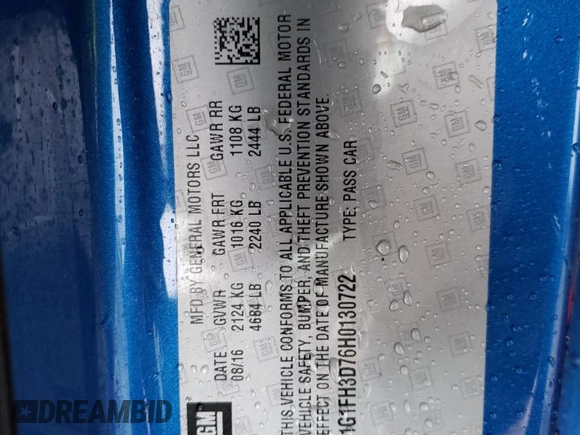 MFD BY GENERAL MOTORS LLC
DATE GVWR GAWR FRT GAWR RR
08/16 2124 KG 1016 KG 1108 KG
4684 LB 2240 LB 2444 LB
THIS VEHICLE CONFORMS TO ALL APPLICABLE U.S. FEDERAL MOTOR
VEHICLE SAFETY, BUMPER, AND THEFT PREVENTION STANDARDS IN
EFFECT ON THE DATE OF MANUFACTURE SHOWN ABOVE.
1G1FH3D76H0130722 TYPE: PASS CAR
GM
DREAMBID